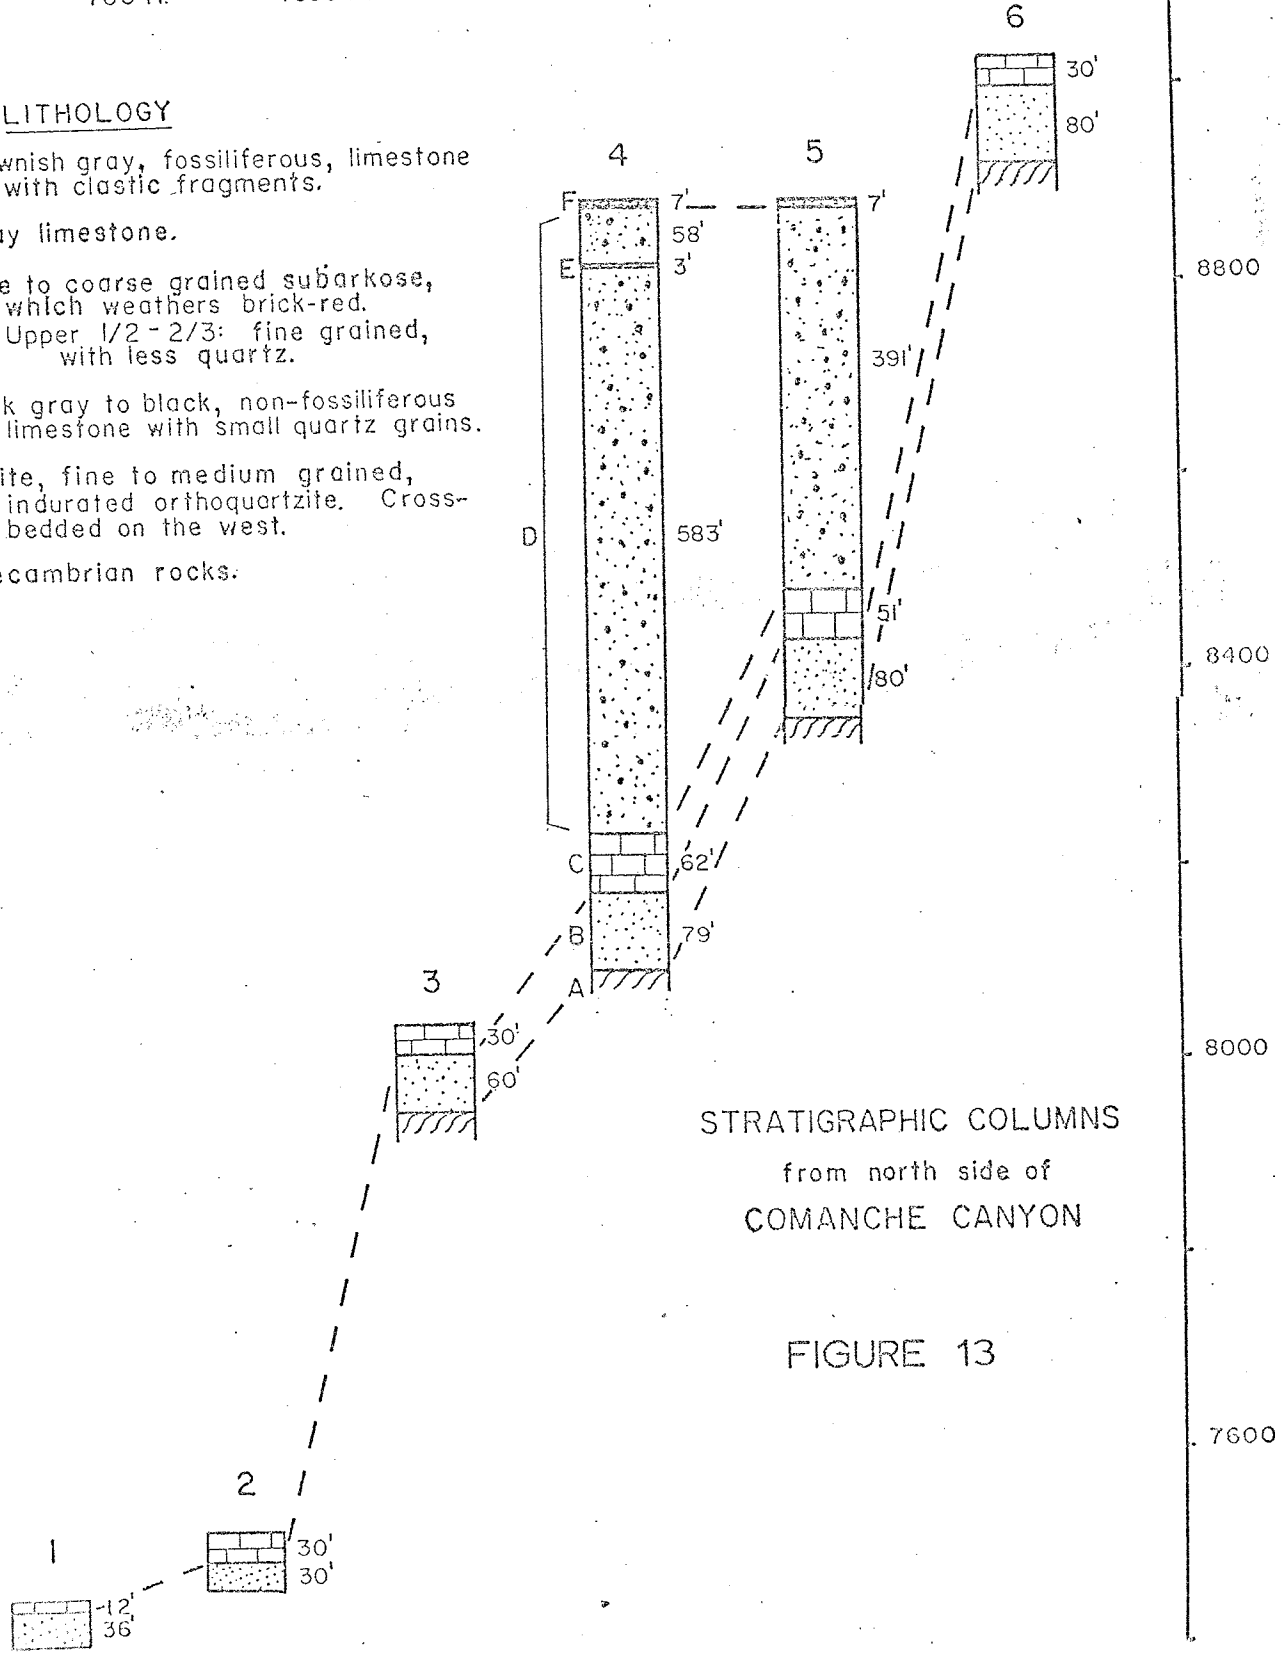 6
30'
80'
LITHOLOGY
wnish gray, fossiliferous, limestone
with clastic fragments.
ay limestone.
e to coarse grained subarkose,
which weathers brick-red.
Upper 1/2 - 2/3: fine grained,
with less quartz.
k gray to black, non-fossiliferous
limestone with small quartz grains.
ite, fine to medium grained,
indurated orthoquartzite. Cross-
bedded on the west.
ecambrian rocks.
4
5
F
7'
7'
58'
E
3'
8800
391'
D
583'
51'
8400
80'
C
62'
B
79'
A
3
30'
60'
8000
STRATIGRAPHIC COLUMNS
from north side of
COMANCHE CANYON
FIGURE 13
7600
2
30'
30'
1
12'
36'